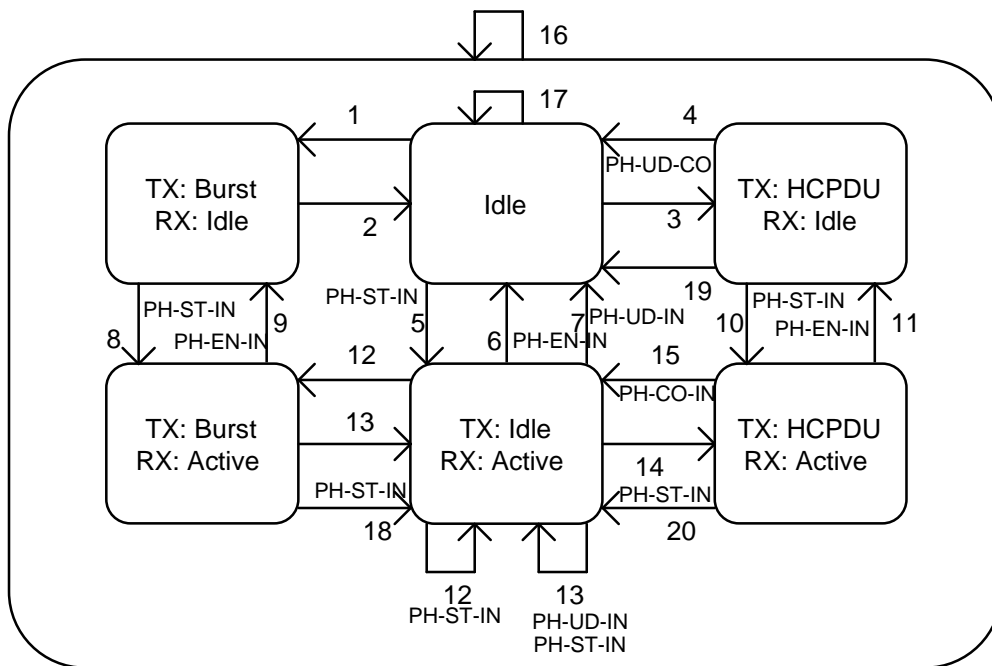 16
17
1
4
PH-UD-CO
TX: Burst
RX: Idle
Idle
TX: HCPDU
RX: Idle
2
3
PH-ST-IN
PH-ST-IN
19
PH-ST-IN
8
9
5
6
7
PH-UD-IN
10
11
PH-EN-IN
PH-EN-IN
PH-EN-IN
12
15
PH-CO-IN
TX: Burst
RX: Active
13
TX: Idle
RX: Active
TX: HCPDU
RX: Active
14
PH-ST-IN
PH-ST-IN
18
20
12
PH-ST-IN
13
PH-UD-IN
PH-ST-IN